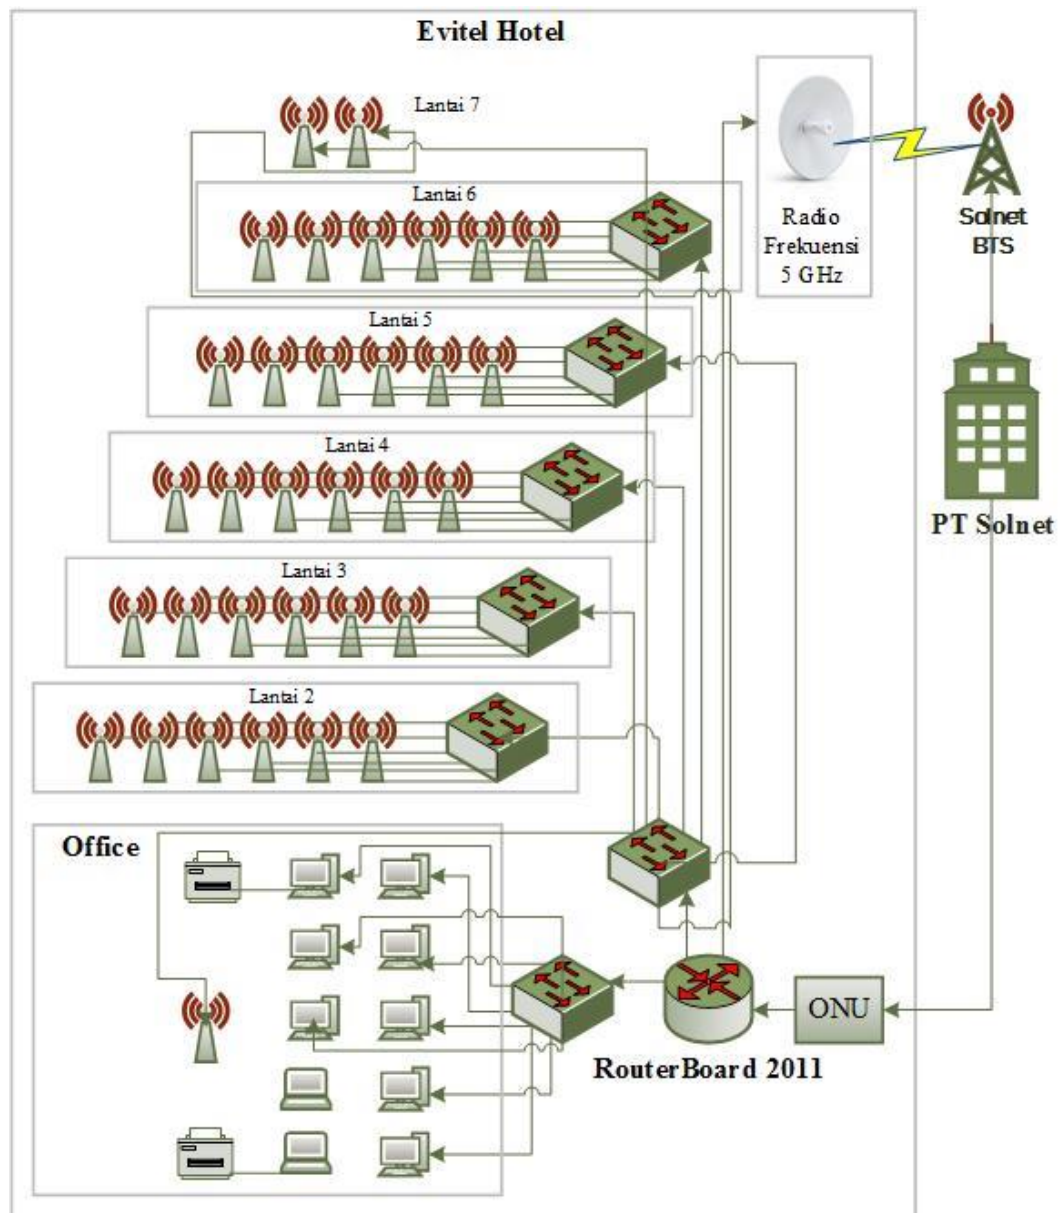 Evitel Hotel
Lantai 7
Lantai 6
Radio
Frekuensi
5 GHz
Solnet
BTS
Lantai 5
PT Solnet
Lantai 4
Lantai 3
Lantai 2
Office
ONU
RouterBoard 2011